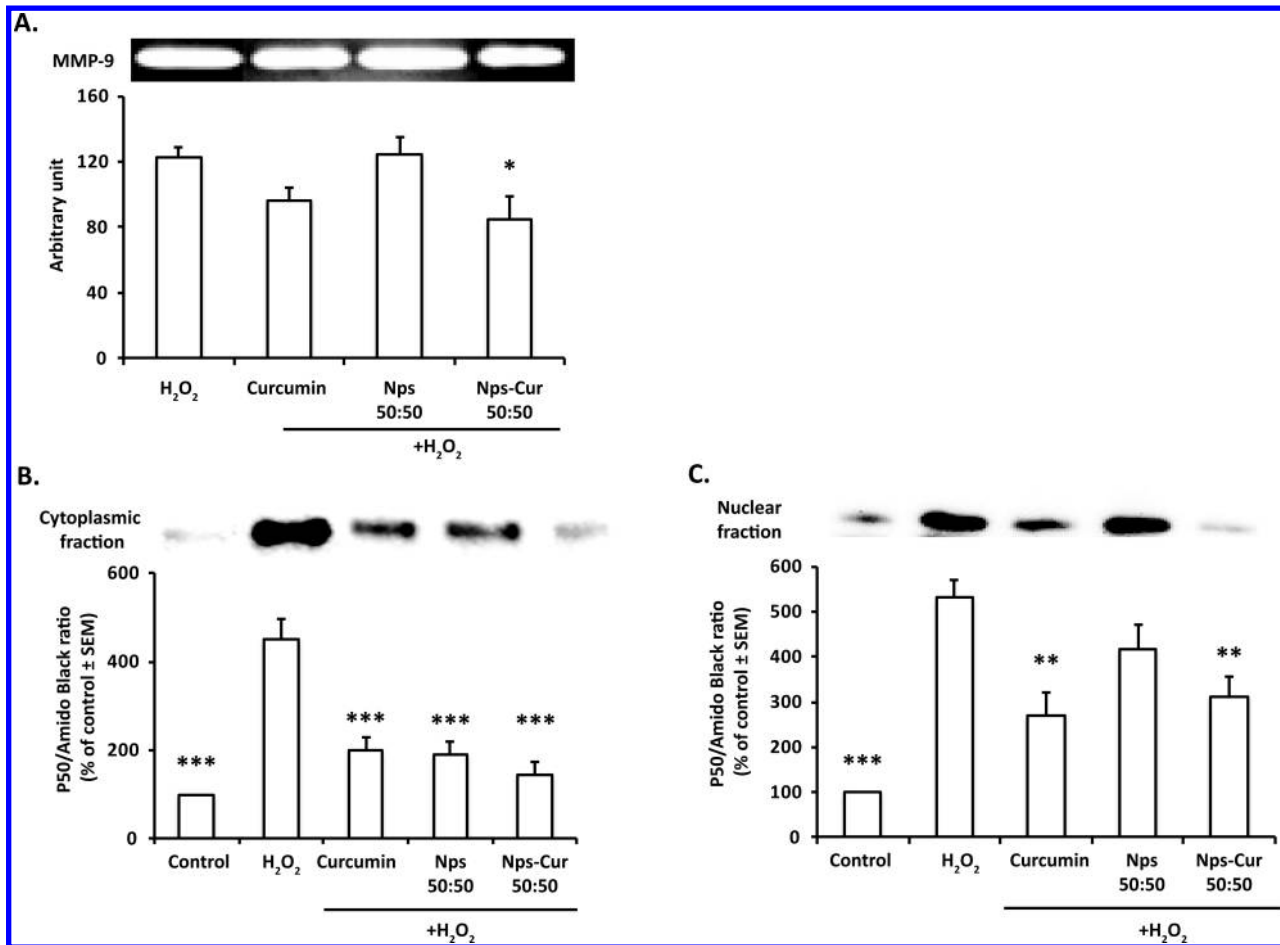 A.
MMP-9
160
120
80
40
0
Arbitrary unit
*
H₂O₂
Curcumin
Nps
50:50
Nps-Cur
50:50
+H₂O₂
B.
Cytoplasmic
fraction
600
400
200
0
P50/Amido Black ratio
(% of control ± SEM)
***
***
***
***
Control
H₂O₂
Curcumin
Nps
50:50
Nps-Cur
50:50
+H₂O₂
C.
Nuclear
fraction
600
500
400
300
200
100
0
P50/Amido Black ratio
(% of control ± SEM)
***
**
**
Control
H₂O₂
Curcumin
Nps
50:50
Nps-Cur
50:50
+H₂O₂